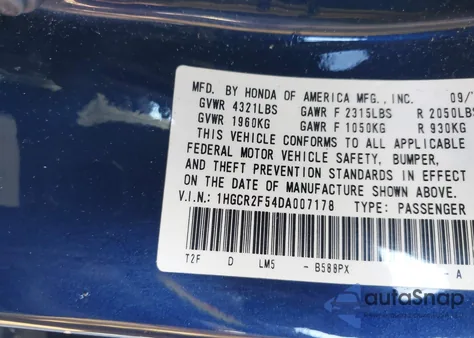 MFD. BY HONDA OF AMERICA MFG., INC. 09/
GVWR 4321LBS GAWR F 2315LBS R 2050LBS
GVWR 1960KG GAWR F 1050KG R 930KG
THIS VEHICLE CONFORMS TO ALL APPLICABLE
FEDERAL MOTOR VEHICLE SAFETY, BUMPER,
AND THEFT PREVENTION STANDARDS IN EFFECT
ON THE DATE OF MANUFACTURE SHOWN ABOVE.
V.I.N.: 1HGCR2F54DA007178 TYPE: PASSENGER
T2F D LM5 - B588PX - A
autoSnap